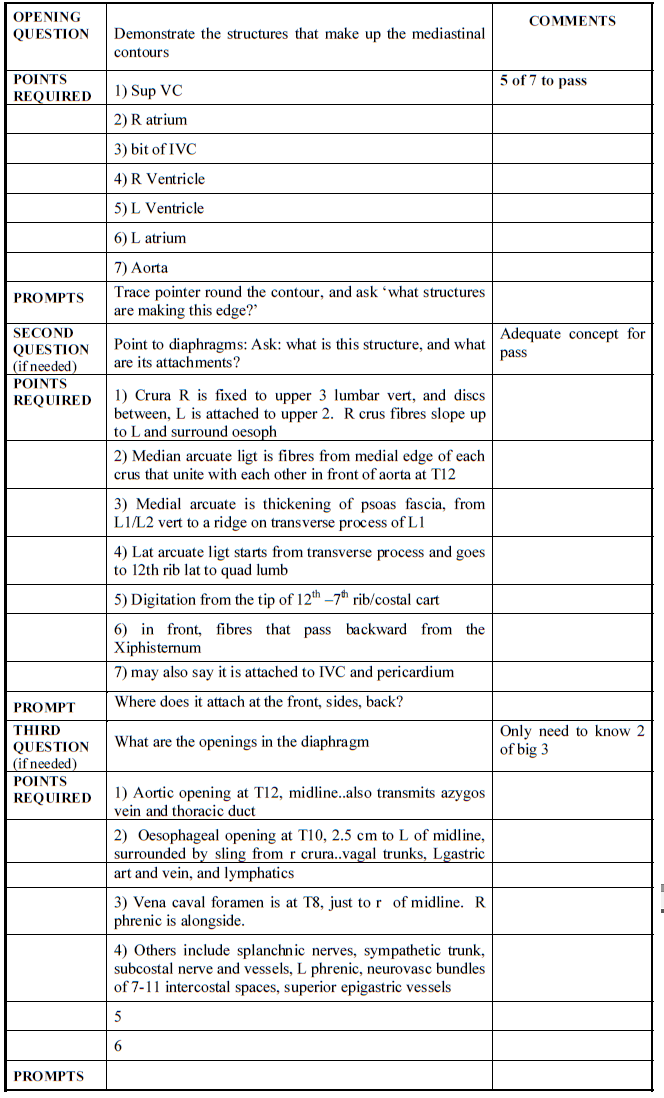 OPENING
QUESTION
Demonstrate the structures that make up the mediastinal
contours
COMMENTS
POINTS
REQUIRED
1) Sup VC
5 of 7 to pass
2) R atrium
3) bit of IVC
4) R Ventricle
5) L Ventricle
6) L atrium
7) Aorta
PROMPTS
Trace pointer round the contour, and ask ‘what structures
are making this edge?’
SECOND
QUESTION
(if needed)
Point to diaphragms: Ask: what is this structure, and what
are its attachments?
Adequate concept for
pass
POINTS
REQUIRED
1) Crura R is fixed to upper 3 lumbar vert, and discs
between, L is attached to upper 2. R crus fibres slope up
to L and surround oesoph
2) Median arcuate ligt is fibres from medial edge of each
crus that unite with each other in front of aorta at T12
3) Medial arcuate is thickening of psoas fascia, from
L1/L2 vert to a ridge on transverse process of L1
4) Lat arcuate ligt starts from transverse process and goes
to 12th rib lat to quad lumb
5) Digitation from the tip of 12th –7th rib/costal cart
6) in front, fibres that pass backward from the
Xiphisternum
7) may also say it is attached to IVC and pericardium
PROMPT
Where does it attach at the front, sides, back?
THIRD
QUESTION
(if needed)
What are the openings in the diaphragm
Only need to know 2
of big 3
POINTS
REQUIRED
1) Aortic opening at T12, midline..also transmits azygos
vein and thoracic duct
2) Oesophageal opening at T10, 2.5 cm to L of midline,
surrounded by sling from r crura..vagal trunks, Lgastric
art and vein, and lymphatics
3) Vena caval foramen is at T8, just to r of midline. R
phrenic is alongside.
4) Others include splanchnic nerves, sympathetic trunk,
subcostal nerve and vessels, L phrenic, neurovasc bundles
of 7-11 intercostal spaces, superior epigastric vessels
5
6
PROMPTS